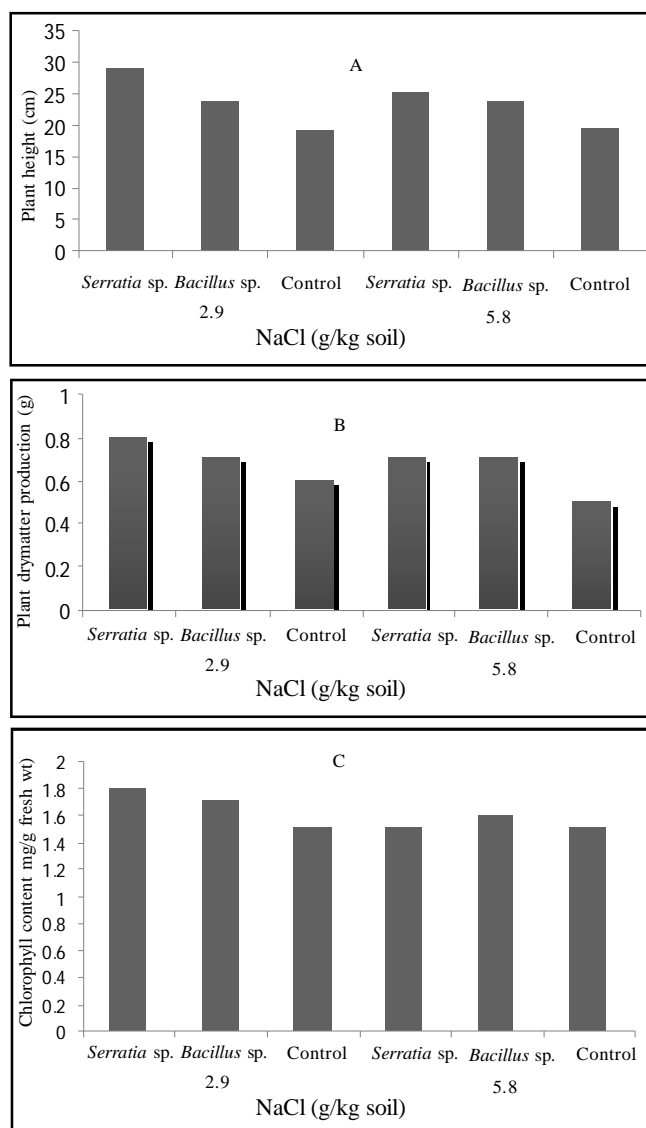 A
Plant height (cm)
35
30
25
20
15
10
5
0
Serratia sp. Bacillus sp. Control Serratia sp. Bacillus sp. Control
2.9 5.8
NaCl (g/kg soil)
B
Plant drymatter production (g)
1
0.8
0.6
0.4
0.2
0
Serratia sp. Bacillus sp. Control Serratia sp. Bacillus sp. Control
2.9 5.8
NaCl (g/kg soil)
C
Chlorophyll content mg/g fresh wt)
2
1.8
1.6
1.4
1.2
1
0.8
0.6
0.4
0.2
0
Serratia sp. Bacillus sp. Control Serratia sp. Bacillus sp. Control
2.9 5.8
NaCl (g/kg soil)